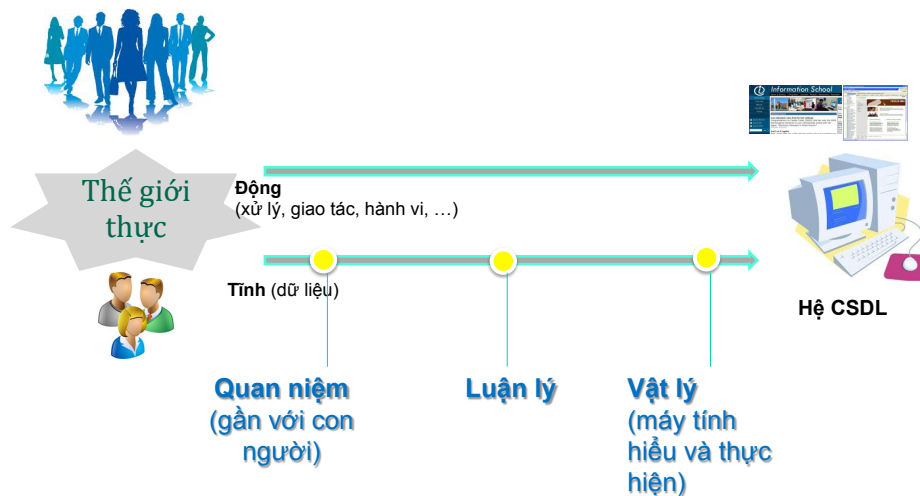 Information School
Thế giới
thực
Động
(xử lý, giao tác, hành vi, …)
Tĩnh (dữ liệu)
Hệ CSDL
Quan niệm
(gần với con
người)
Luận lý
Vật lý
(máy tính
hiểu và thực
hiện)